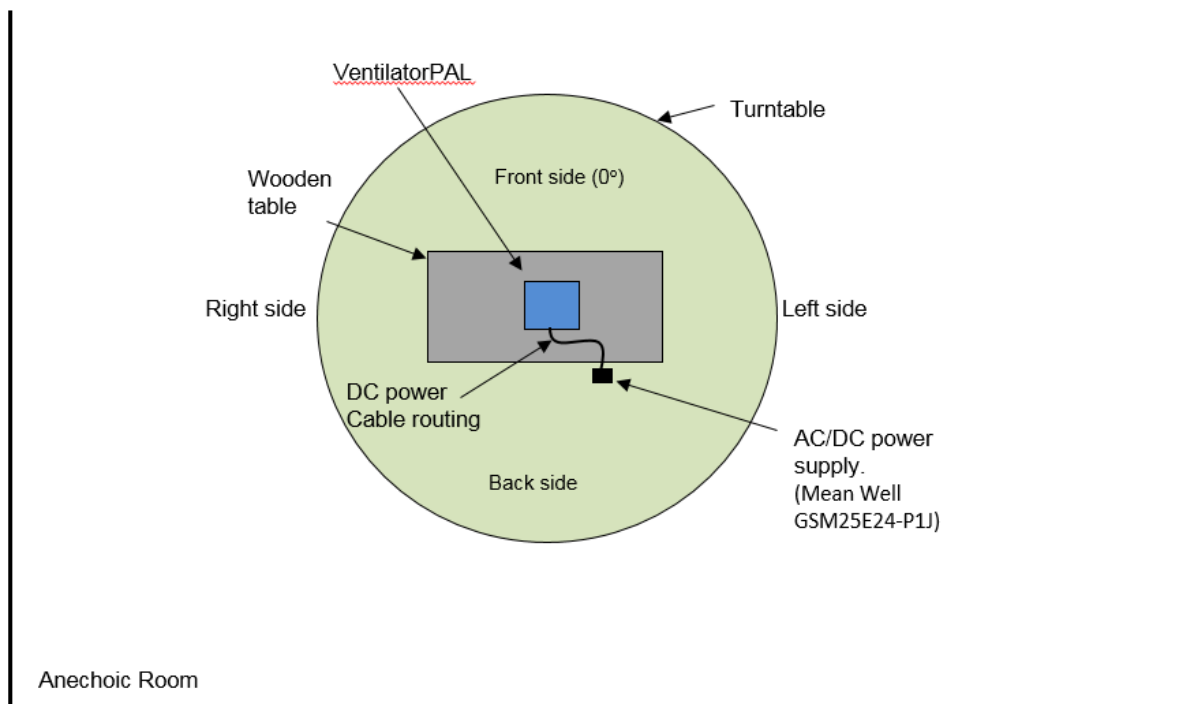 VentilatorPAL
Turntable
Front side (0º)
Wooden
table
Right side
Left side
DC power
Cable routing
AC/DC power
supply.
(Mean Well
GSM25E24-P1J)
Back side
Anechoic Room